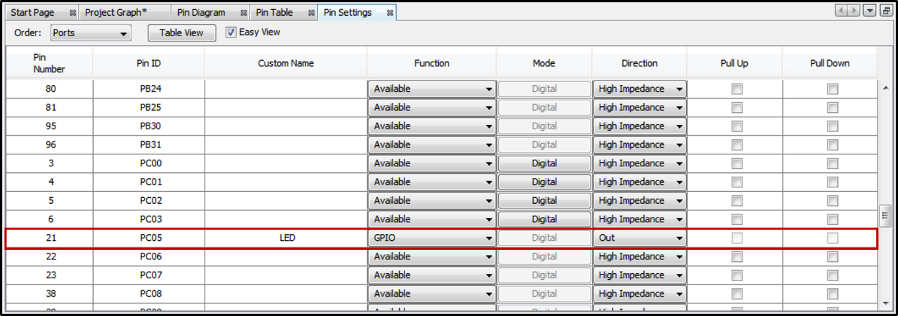 Start Page Project Graph* Pin Diagram Pin Table Pin Settings
Order: Ports Table View Easy View
Pin Number Pin ID Custom Name Function Mode Direction Pull Up Pull Down
80 PB24 Available Digital High Impedance
81 PB25 Available Digital High Impedance
95 PB30 Available Digital High Impedance
96 PB31 Available Digital High Impedance
3 PC00 Available Digital High Impedance
4 PC01 Available Digital High Impedance
5 PC02 Available Digital High Impedance
6 PC03 Available Digital High Impedance
21 PC05 LED GPIO Digital Out
22 PC06 Available Digital High Impedance
23 PC07 Available Digital High Impedance
38 PC08 Available Digital High Impedance